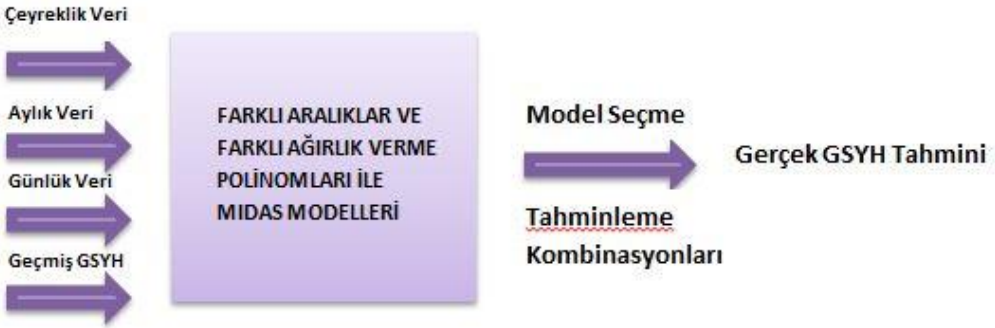 Çeyreklik Veri
Aylık Veri
Günlük Veri
Geçmiş GSYH
FARKLI ARALIKLAR VE
FARKLI AĞIRLIK VERME
POLİNOMLARI İLE
MIDAS MODELLERİ
Model Seçme
Tahminleme
Kombinasyonları
Gerçek GSYH Tahmini